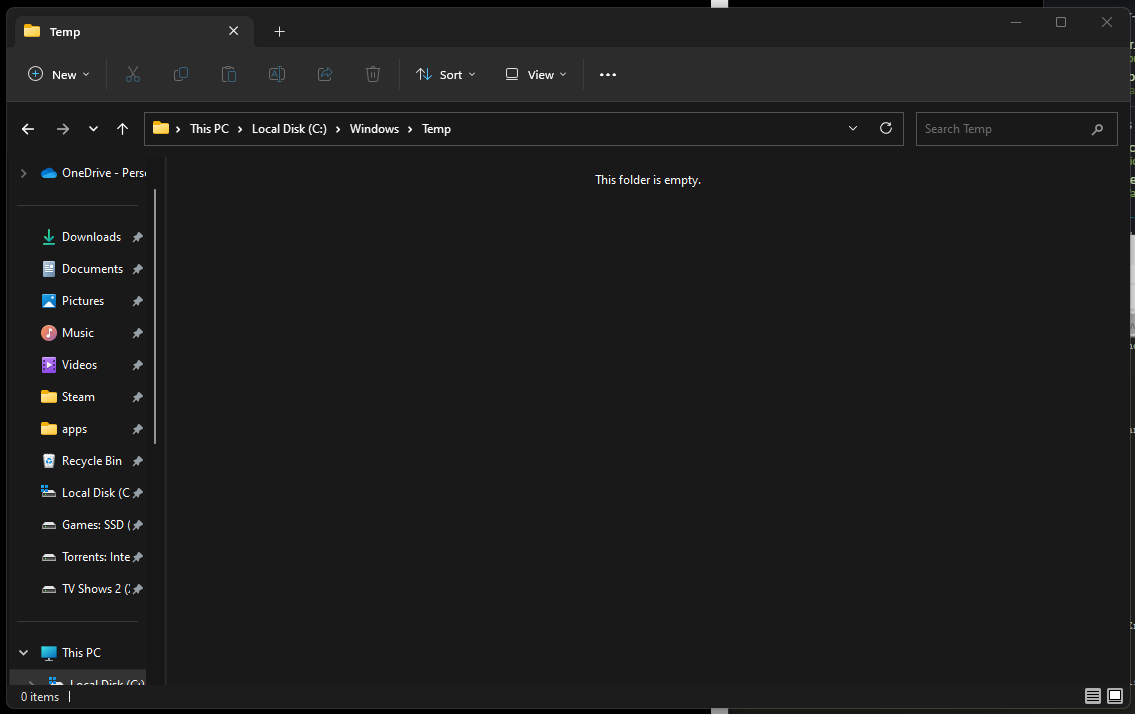 Temp
New
Sort
View
This PC
Local Disk (C:)
Windows
Temp
Search Temp
OneDrive - Pers
This folder is empty.
Downloads
Documents
Pictures
Music
Videos
Steam
apps
Recycle Bin
Local Disk (C
Games: SSD (
Torrents: Inte
TV Shows 2 (
This PC
Local Disk (C:)
0 items